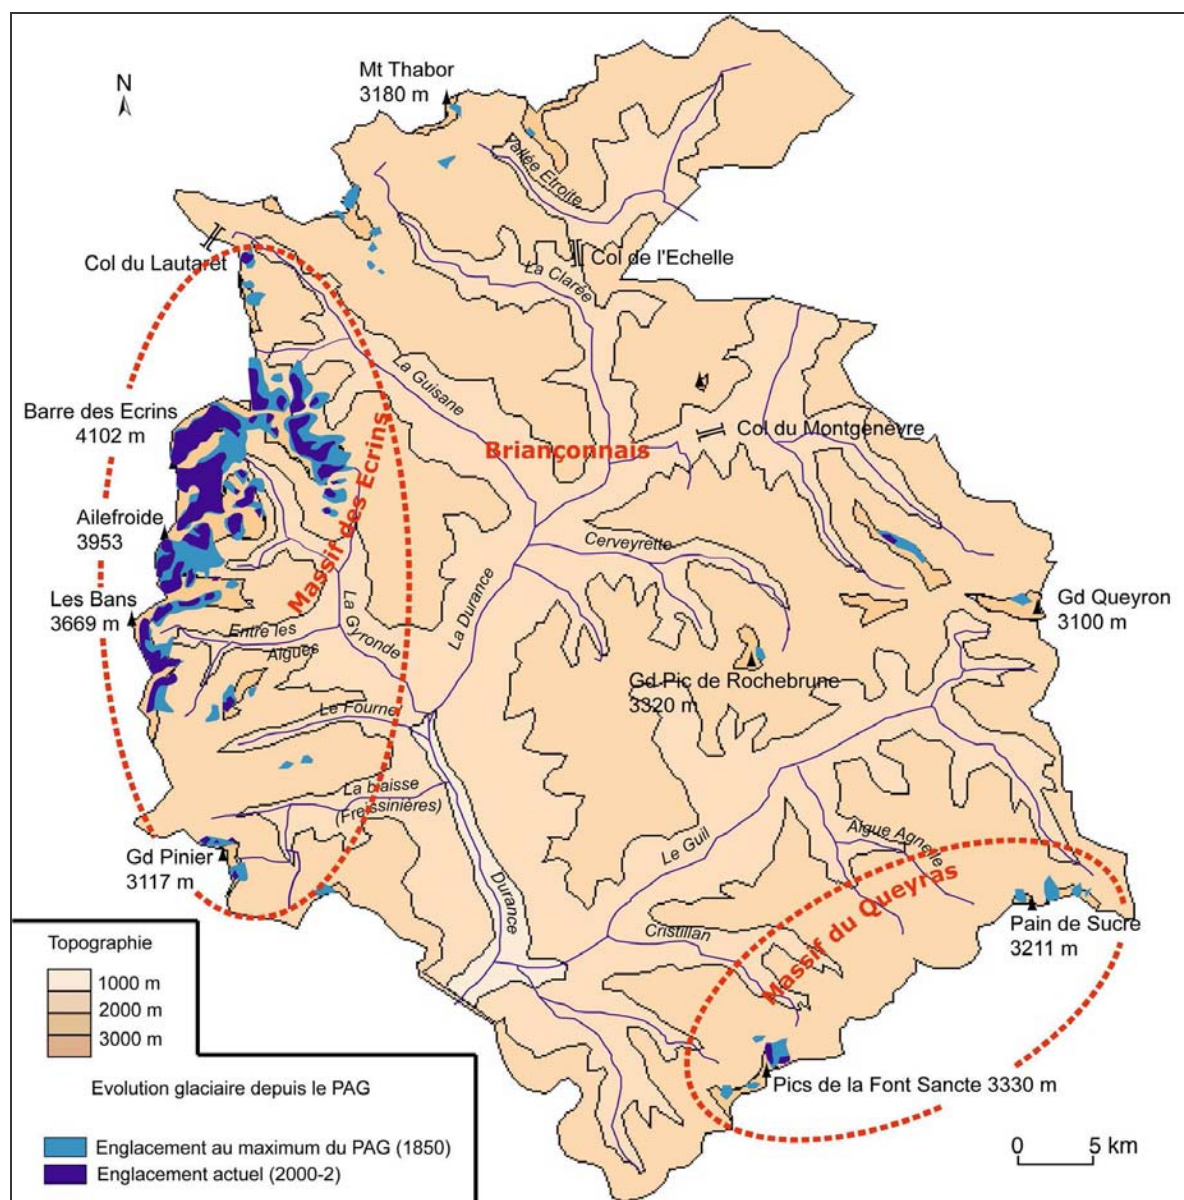 N
Mt Thabor
3180 m
Vallée Etroite
Col du Lautaret
La Clarée
Col de l'Echelle
La Guisane
Barre des Ecrins
4102 m
Briançonnais
Col du Montgenèvre
Massif des Ecrins
Ailefroide
3953
Cerveyrette
Les Bans
3669 m
Entre les
Aigues
La Gyronde
La Durance
Gd Queyron
3100 m
Gd Pic de Rochebrune
3320 m
Le Fournel
La biaisse
(Freissinières)
Gd Pinier
3117 m
Durance
Le Guil
Aigue Agnelle
Massif du Queyras
Cristillan
Pain de Sucre
3211 m
Pics de la Font Sancte 3330 m
Topographie
1000 m
2000 m
3000 m
Evolution glaciaire depuis le PAG
Englacement au maximum du PAG (1850)
Englacement actuel (2000-2)
0 5 km